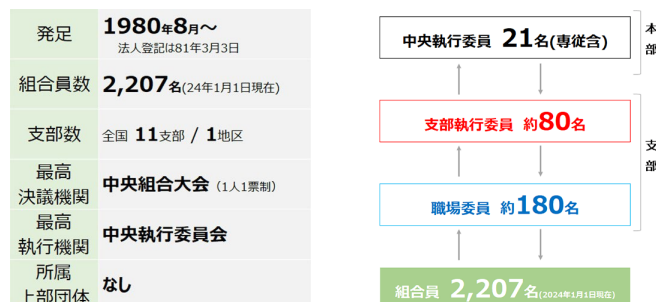 発足
1980年8月～
法人登記は81年3月3日
組合員数
2,207名(24年1月1日現在)
支部数
全国 11支部 / 1地区
最高
決議機関
中央組合大会（1人1票制）
最高
執行機関
中央執行委員会
所属
上部団体
なし
中央執行委員 21名(専従含)
本
部
支部執行委員 約80名
職場委員 約180名
支
部
組合員 2,207名(2024年1月1日現在)